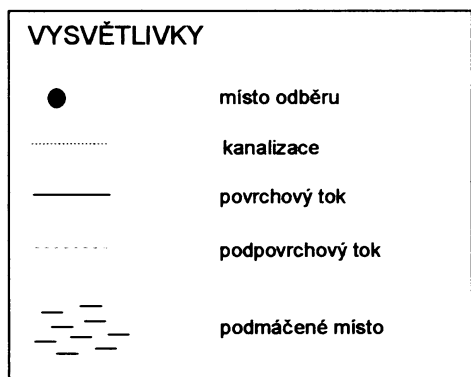 VYSVĚTLIVKY
místo odběru
kanalizace
povrchový tok
podpovrchový tok
podmáčené místo